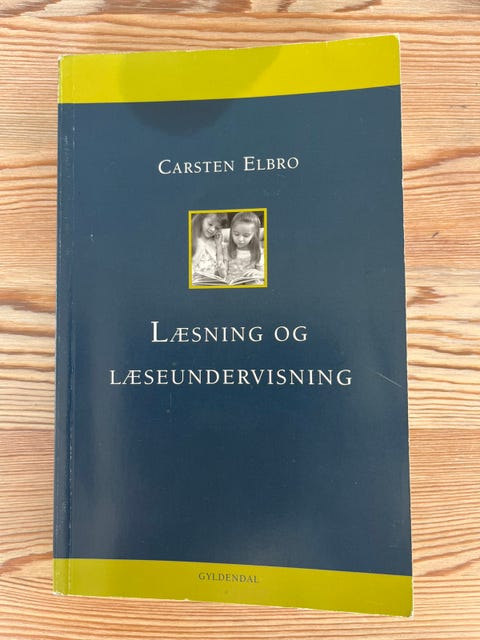 CARSTEN ELBRO
LÆSNING OG
LÆSEUNDERVISNING
GYLDENDAL